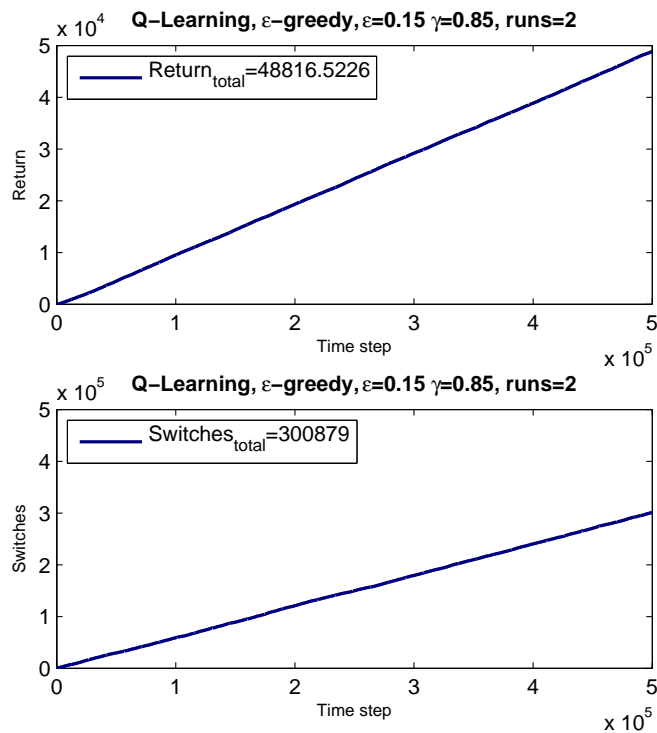 Q−Learning, ε−greedy, ε=0.15 γ=0.85, runs=2
x 10^4
Return_total=48816.5226
5
4
3
2
1
0
Return
0 1 2 3 4 5
Time step
x 10^5
Q−Learning, ε−greedy, ε=0.15 γ=0.85, runs=2
x 10^5
Switches_total=300879
5
4
3
2
1
0
Switches
0 1 2 3 4 5
Time step
x 10^5